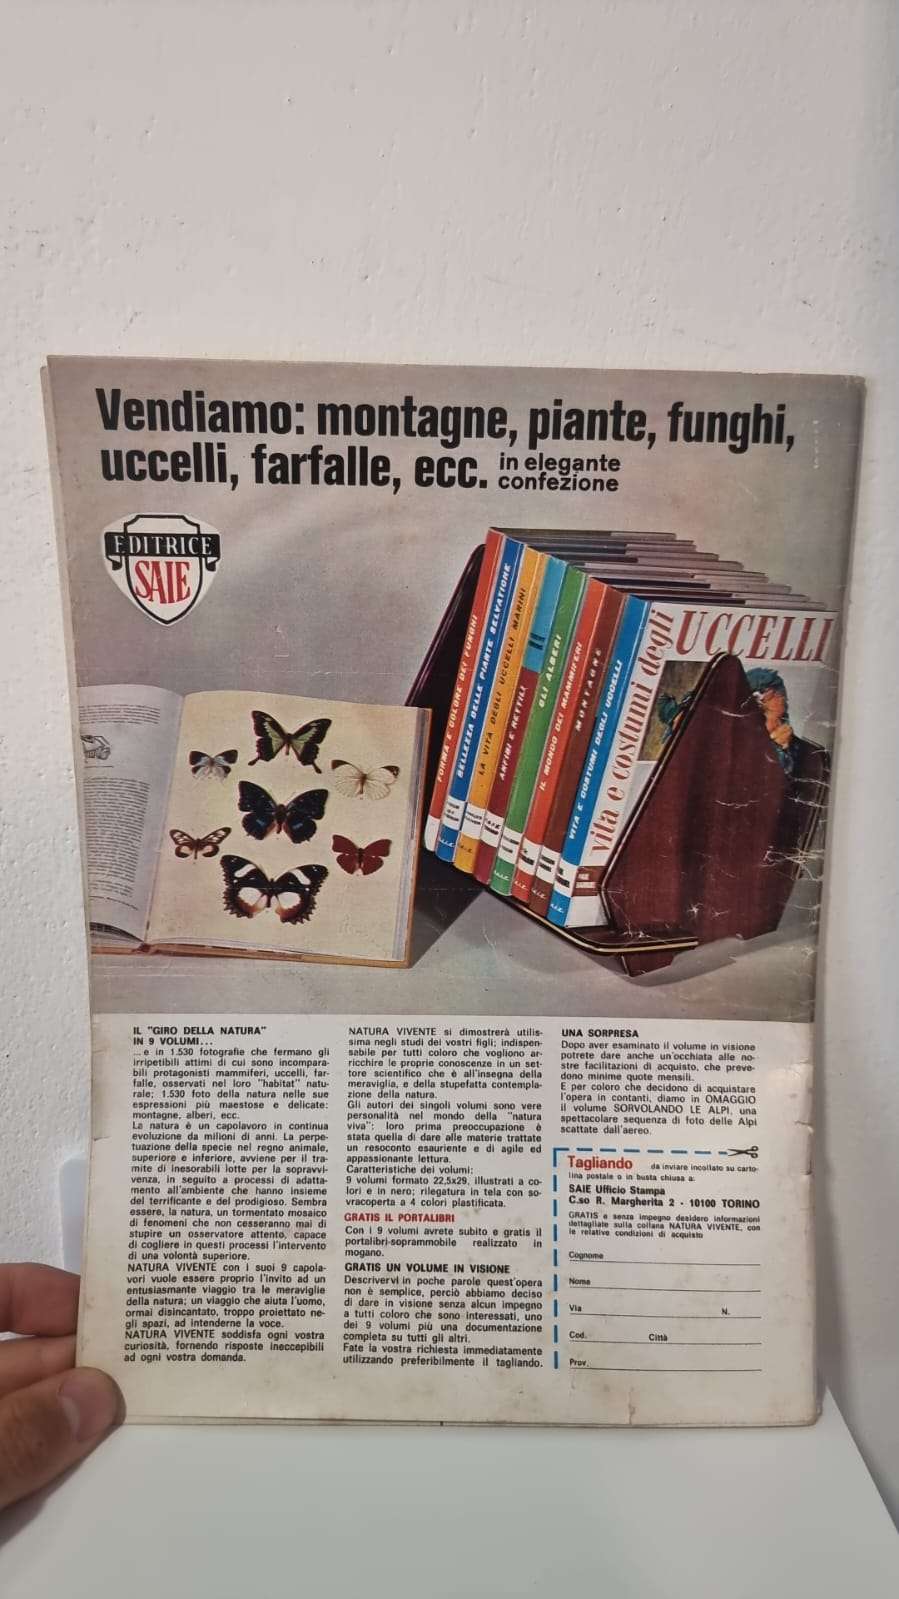 Vendiamo: montagne, piante, funghi,
uccelli, farfalle, ecc. in elegante
confezione
EDITRICE
SAIE
FORMA E COLORE DEI FUNGHI
BELLEZZA DELLE PIANTE SELVATICHE
LA VITA DEGLI UCCELLI MARINI
ANFIBI E RETTILI
GLI ALBERI
IL MONDO DEI MAMMIFERI
MONTAGNE
VITA E COSTUMI DEGLI UCCELLI
vita e costumi degli
UCCELLI
IL "GIRO DELLA NATURA"
IN 9 VOLUMI...
...e in 1.530 fotografie che fermano gli
irripetibili attimi di cui sono incompara-
bili protagonisti mammiferi, uccelli, far-
falle, osservati nel loro "habitat" natu-
rale; 1.530 foto della natura nelle sue
espressioni più maestose e delicate:
montagne, alberi, ecc.
La natura è un capolavoro in continua
evoluzione da milioni di anni. La perpe-
tuazione della specie nel regno animale,
superiore e inferiore, avviene per il tra-
mite di inesorabili lotte per la sopravvi-
venza, in seguito a processi di adatta-
mento all'ambiente che hanno insieme
del terrificante e del prodigioso. Sembra
essere, la natura, un tormentato mosaico
di fenomeni che non cesseranno mai di
stupire un osservatore attento, capace
di cogliere in questi processi l'intervento
di una volontà superiore.
NATURA VIVENTE con i suoi 9 capola-
vori vuole essere proprio l'invito ad un
entusiasmante viaggio tra le meraviglie
della natura; un viaggio che aiuta l'uomo,
ormai disincantato, troppo proiettato ne-
gli spazi, ad intenderne la voce.
NATURA VIVENTE soddisfa ogni vostra
curiosità, fornendo risposte ineccepibili
ad ogni vostra domanda.
NATURA VIVENTE si dimostrerà utilis-
sima negli studi dei vostri figli; indispen-
sabile per tutti coloro che vogliono ar-
ricchire le proprie conoscenze in un set-
tore scientifico che è all'insegna della
meraviglia, e della stupefatta contempla-
zione della natura.
Gli autori dei singoli volumi sono vere
personalità nel mondo della "natura
viva"; loro prima preoccupazione è
stata quella di dare alle materie trattate
un resoconto esauriente e di agile ed
appassionante lettura.
Caratteristiche dei volumi:
9 volumi formato 22,5x29, illustrati a co-
lori e in nero; rilegatura in tela con so-
vracoperta a 4 colori plastificata.
GRATIS IL PORTALIBRI
Con i 9 volumi avrete subito e gratis il
portalibri-soprammobile realizzato in
mogano.
GRATIS UN VOLUME IN VISIONE
Descrivervi in poche parole quest'opera
non è semplice, perciò abbiamo deciso
di dare in visione senza alcun impegno
a tutti coloro che sono interessati, uno
dei 9 volumi più una documentazione
completa su tutti gli altri.
Fate la vostra richiesta immediatamente
utilizzando preferibilmente il tagliando.
UNA SORPRESA
Dopo aver esaminato il volume in visione
potrete dare anche un'occhiata alle no-
stre facilitazioni di acquisto, che preve-
dono minime quote mensili.
E per coloro che decidono di acquistare
l'opera in contanti, diamo in OMAGGIO
il volume SORVOLANDO LE ALPI, una
spettacolare sequenza di foto delle Alpi
scattate dall'aereo.
Tagliando da inviare incollato su carto-
lina postale o in busta chiusa a:
SAIE Ufficio Stampa
C.so R. Margherita 2 - 10100 TORINO
GRATIS e senza impegno desidero informazioni
dettagliate sulla collana NATURA VIVENTE, con
le relative condizioni di acquisto
Cognome
Nome
Via N.
Cod. Città
Prov.